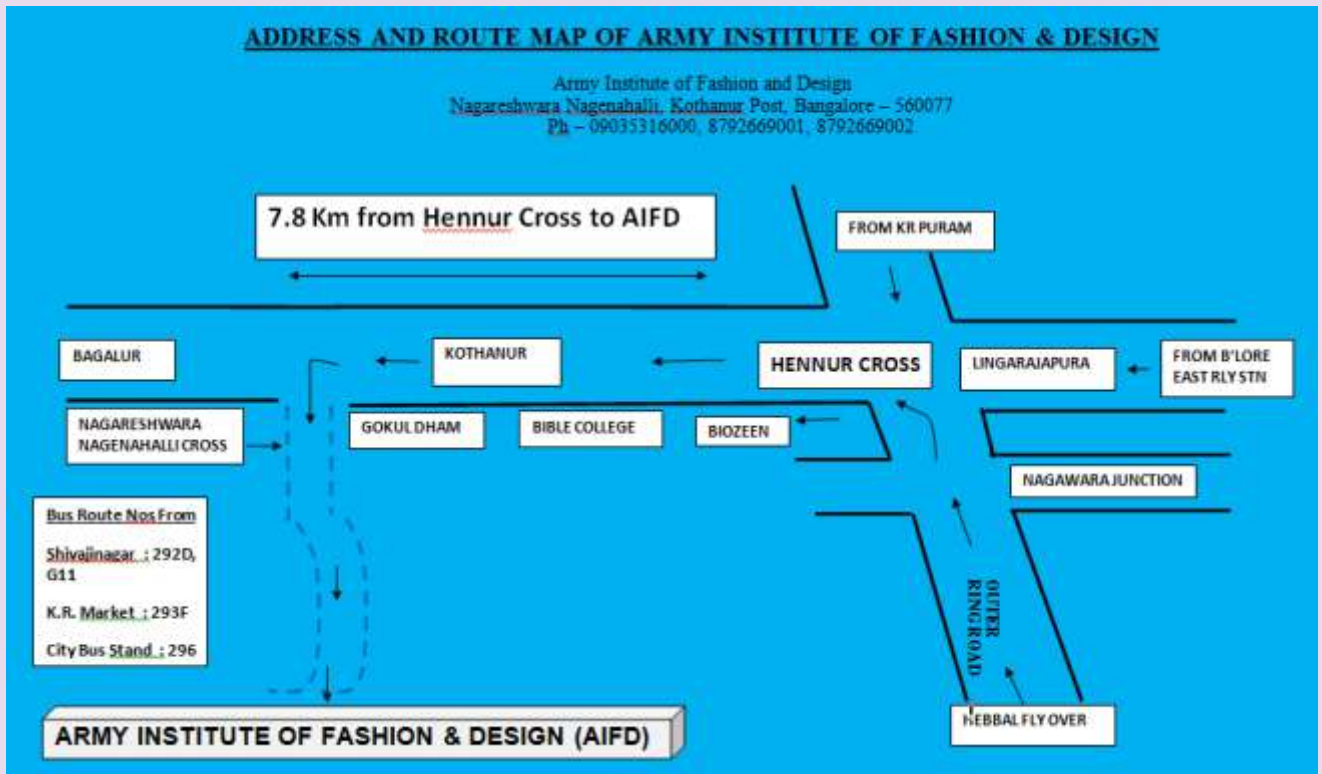 ADDRESS AND ROUTE MAP OF ARMY INSTITUTE OF FASHION & DESIGN
Army Institute of Fashion and Design
Nagareshwara Nagenahalli, Kothanur Post, Bangalore – 560077
Ph – 09035316000, 8792669001, 8792669002
7.8 Km from Hennur Cross to AIFD
FROM KR PURAM
BAGALUR
KOTHANUR
HENNUR CROSS
LINGARAJAPURA
FROM B'LORE
EAST RLY STN
NAGARESHWARA
NAGENAHALLI CROSS
GOKUL DHAM
BIBLE COLLEGE
BIOZEEN
NAGAWARA JUNCTION
Bus Route Nos From
Shivajinagar : 292D,
G11
K.R. Market : 293F
City Bus Stand : 296
OUTER
RING ROAD
HEBBAL FLY OVER
ARMY INSTITUTE OF FASHION & DESIGN (AIFD)